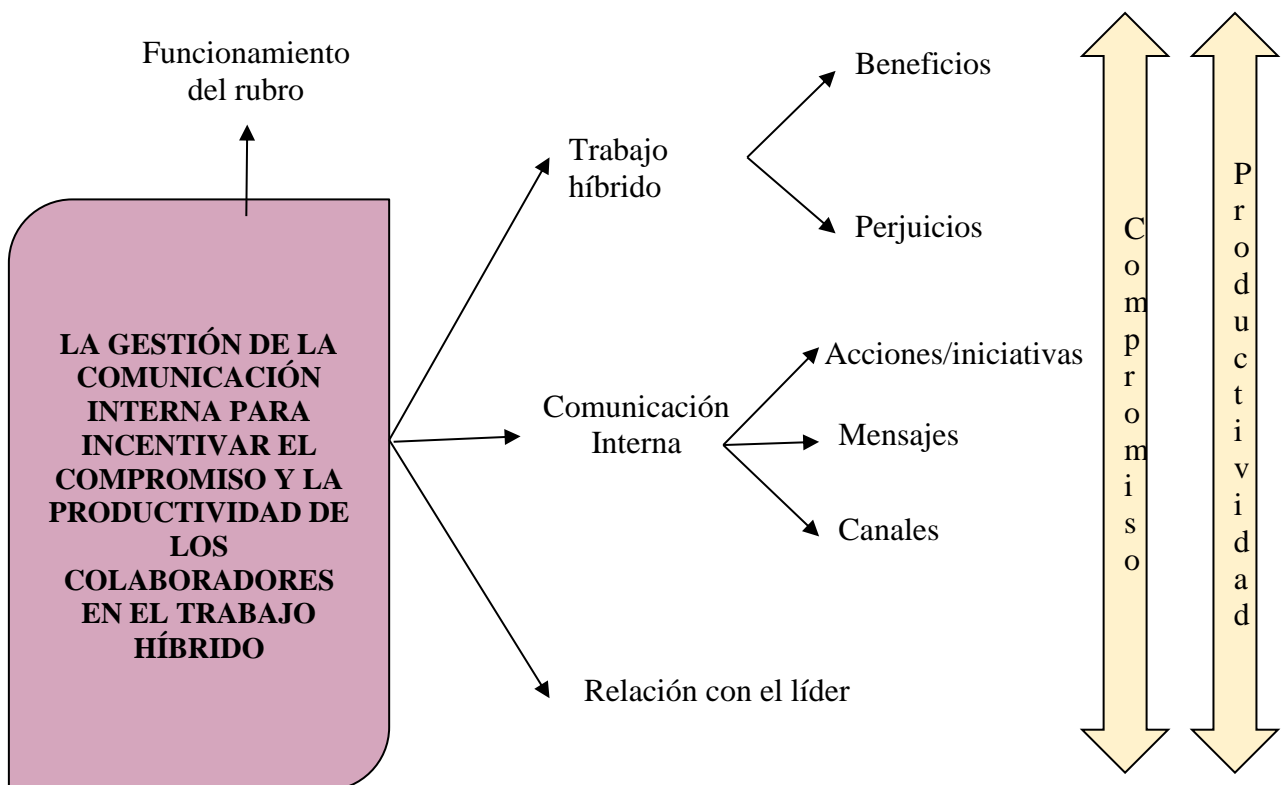 Funcionamiento
del rubro
LA GESTIÓN DE LA
COMUNICACIÓN
INTERNA PARA
INCENTIVAR EL
COMPROMISO Y LA
PRODUCTIVIDAD DE
LOS
COLABORADORES
EN EL TRABAJO
HÍBRIDO
Trabajo
híbrido
Beneficios
Perjuicios
Comunicación
Interna
Acciones/iniciativas
Mensajes
Canales
Relación con el líder
Compromiso
Productividad